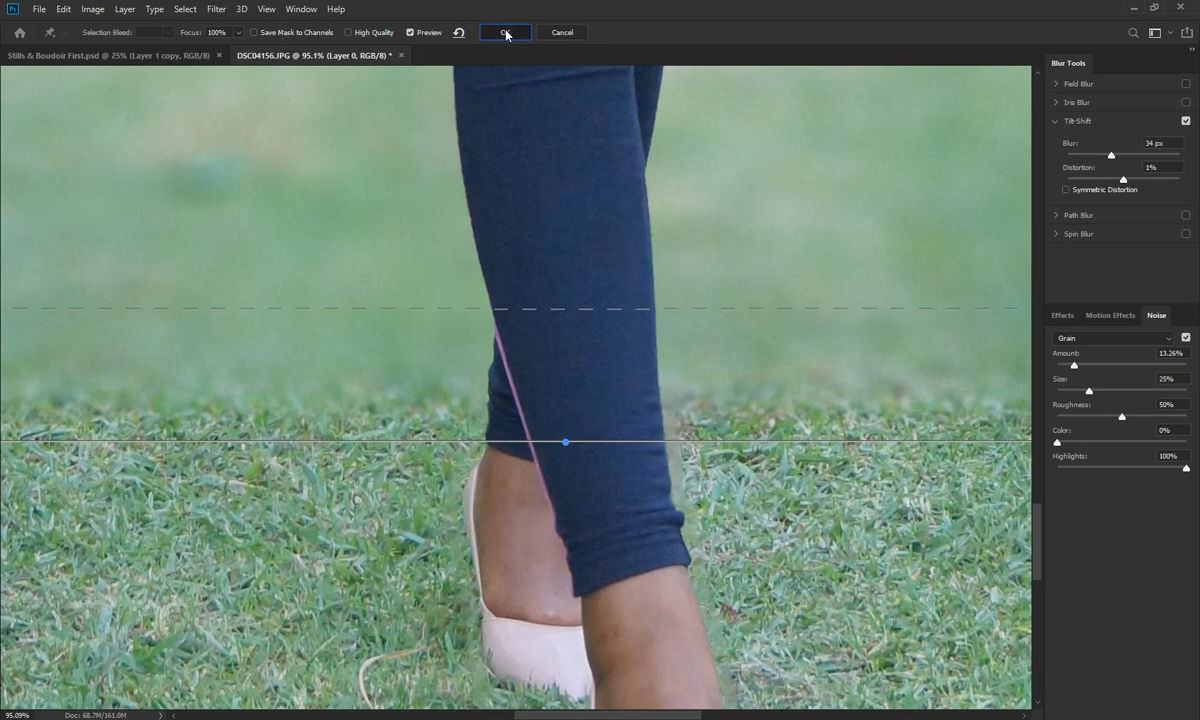 Ps File Edit Image Layer Type Select Filter 3D View Window Help
Selection Bleed: Focus: 100% Save Mask to Channels High Quality Preview OK Cancel
Stills & Boudoir First.psd @ 25% (Layer 1 copy, RGB/8) × DSC04156.JPG @ 95.1% (Layer 0, RGB/8) * ×
Blur Tools
Field Blur
Iris Blur
Tilt-Shift
Blur: 34 px
Distortion: 1%
Symmetric Distortion
Path Blur
Spin Blur
Effects Motion Effects Noise
Grain
Amount: 13.26%
Size: 25%
Roughness: 50%
Color: 0%
Highlights: 100%
95.09% Doc: 68.7M/161.0M